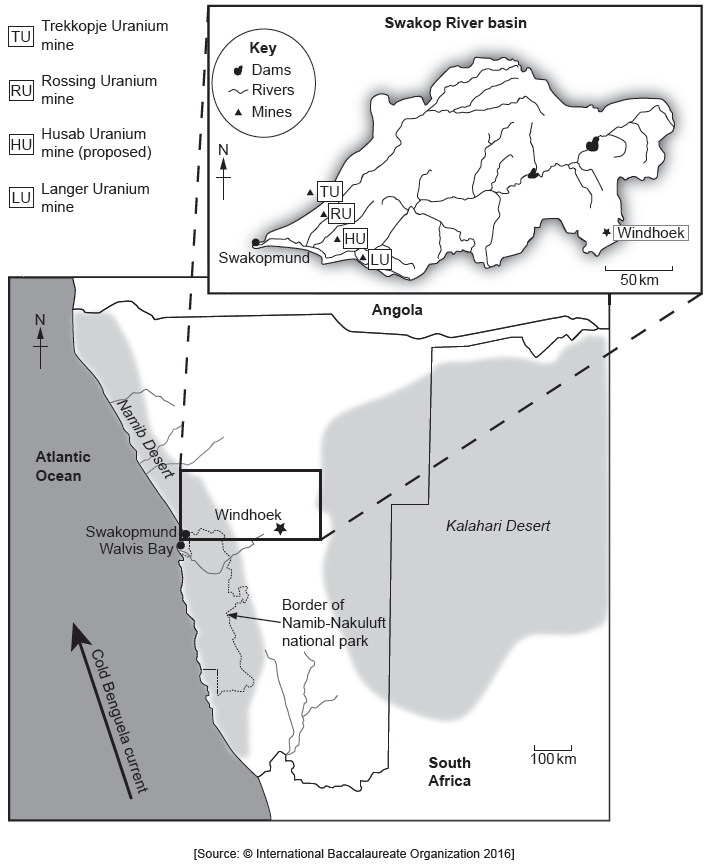 TU
Trekkopje Uranium
mine
RU
Rossing Uranium
mine
HU
Husab Uranium
mine (proposed)
LU
Langer Uranium
mine
Swakop River basin
Key
Dams
Rivers
Mines
N
TU
RU
HU
LU
Swakopmund
Windhoek
50 km
N
Angola
Namib Desert
Atlantic
Ocean
Windhoek
Swakopmund
Walvis Bay
Kalahari Desert
Border of
Namib-Nakuluft
national park
Cold Benguela current
South
Africa
100 km
[Source: © International Baccalaureate Organization 2016]